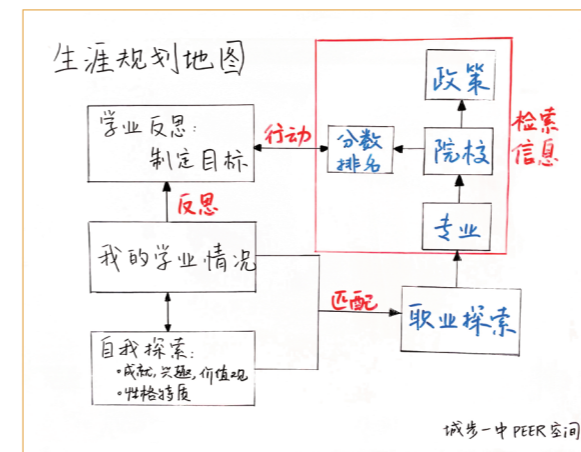 生涯规划地图
学业反思:
制定目标
行动
分数
排名
政策
院校
专业
检索
信息
反思
我的学业情况
匹配
职业探索
自我探索:
·成就,兴趣,价值观
·性格特质
城步一中PEER空间